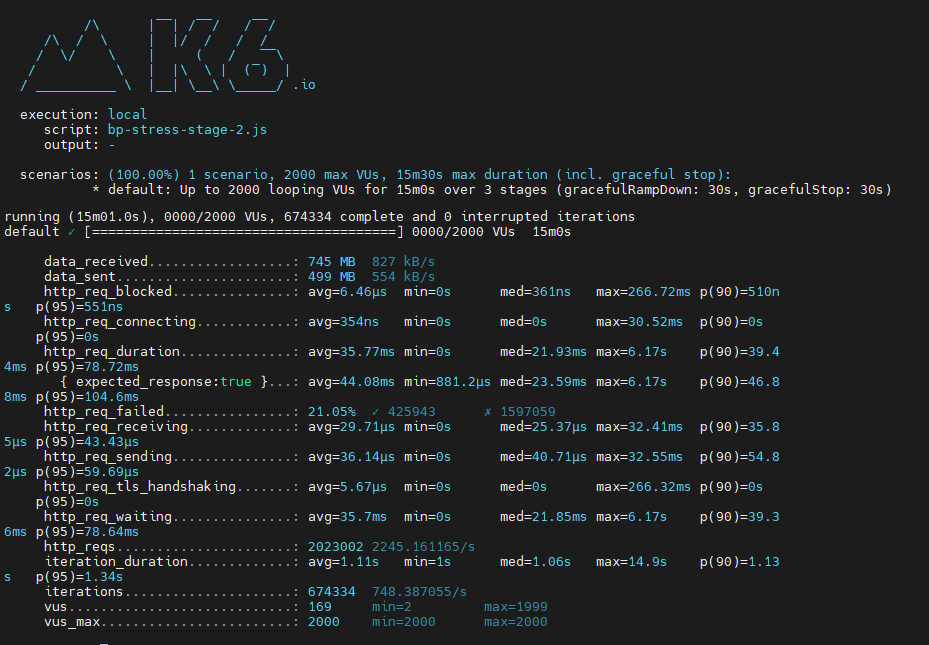 .io
execution: local
script: bp-stress-stage-2.js
output: -
scenarios: (100.00%) 1 scenario, 2000 max VUs, 15m30s max duration (incl. graceful stop):
* default: Up to 2000 looping VUs for 15m0s over 3 stages (gracefulRampDown: 30s, gracefulStop: 30s)
running (15m01.0s), 0000/2000 VUs, 674334 complete and 0 interrupted iterations
default ✓ [======================================] 0000/2000 VUs  15m0s
data_received..................: 745 MB  827 kB/s
data_sent......................: 499 MB  554 kB/s
http_req_blocked...............: avg=6.46µs  min=0s      med=361ns   max=266.72ms p(90)=510n
s   p(95)=551ns
http_req_connecting............: avg=354ns   min=0s      med=0s      max=30.52ms  p(90)=0s
p(95)=0s
http_req_duration..............: avg=35.77ms min=0s      med=21.93ms max=6.17s    p(90)=39.4
4ms p(95)=78.72ms
{ expected_response:true }...: avg=44.08ms min=881.2µs med=23.59ms max=6.17s    p(90)=46.8
8ms p(95)=104.6ms
http_req_failed................: 21.05%  ✓ 425943      ✗ 1597059
http_req_receiving.............: avg=29.71µs min=0s      med=25.37µs max=32.41ms  p(90)=35.8
5µs p(95)=43.43µs
http_req_sending...............: avg=36.14µs min=0s      med=40.71µs max=32.55ms  p(90)=54.8
2µs p(95)=59.69µs
http_req_tls_handshaking.......: avg=5.67µs  min=0s      med=0s      max=266.32ms p(90)=0s
p(95)=0s
http_req_waiting...............: avg=35.7ms  min=0s      med=21.85ms max=6.17s    p(90)=39.3
6ms p(95)=78.64ms
http_reqs......................: 2023002 2245.161165/s
iteration_duration.............: avg=1.11s   min=1s      med=1.06s   max=14.9s    p(90)=1.13
s   p(95)=1.34s
iterations.....................: 674334  748.387055/s
vus............................: 169     min=2         max=1999
vus_max........................: 2000    min=2000      max=2000